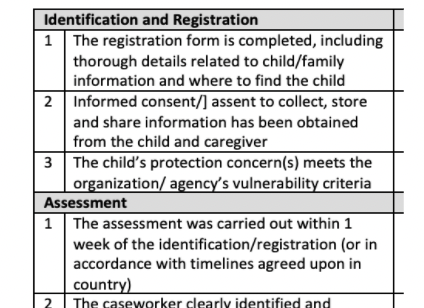 Identification and Registration
1 The registration form is completed, including
thorough details related to child/family
information and where to find the child
2 Informed consent/] assent to collect, store
and share information has been obtained
from the child and caregiver
3 The child's protection concern(s) meets the
organization/ agency's vulnerability criteria
Assessment
1 The assessment was carried out within 1
week of the identification/registration (or in
accordance with timelines agreed upon in
country)
2 The caseworker clearly identified and